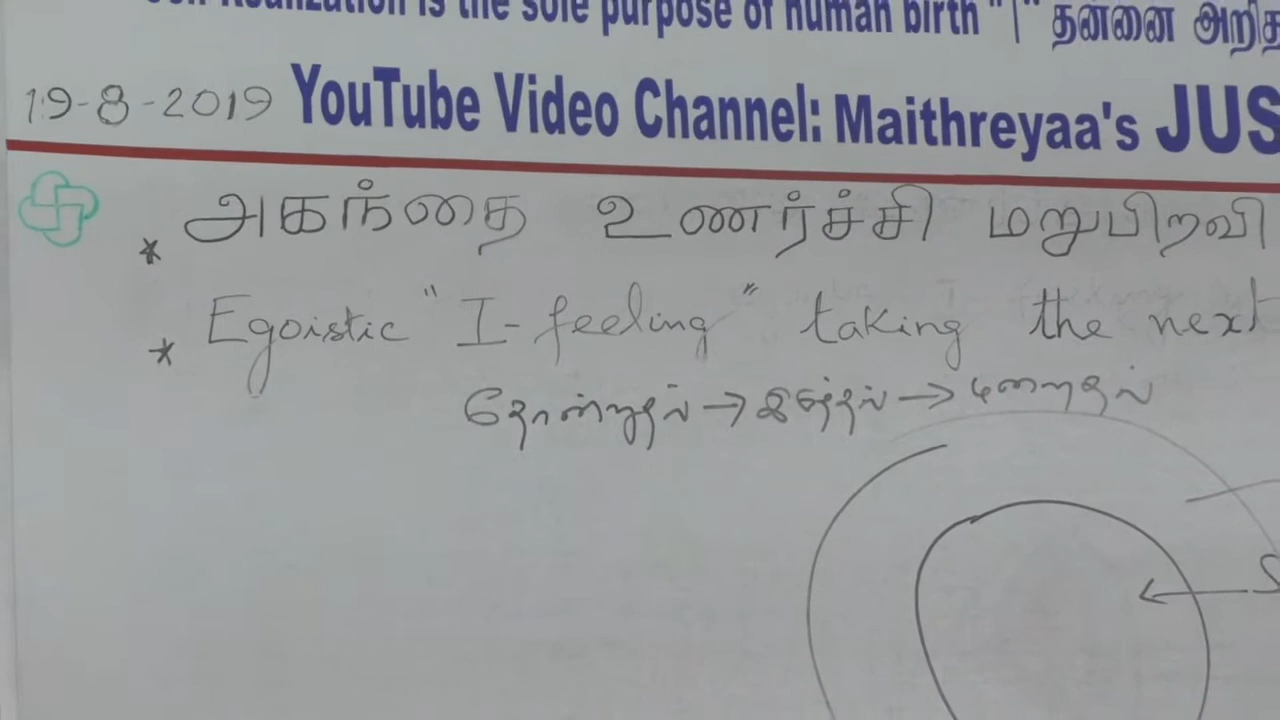 Realization is the sole purpose of human birth "|" தன்னை அறித
19-8-2019 YouTube Video Channel: Maithreyaa's JUS
* அகந்தை உணர்ச்சி மறுபிறவி
* Egoistic "I-feeling" taking the next
தோன்றுதல் → இருத்தல் → மறைதல்